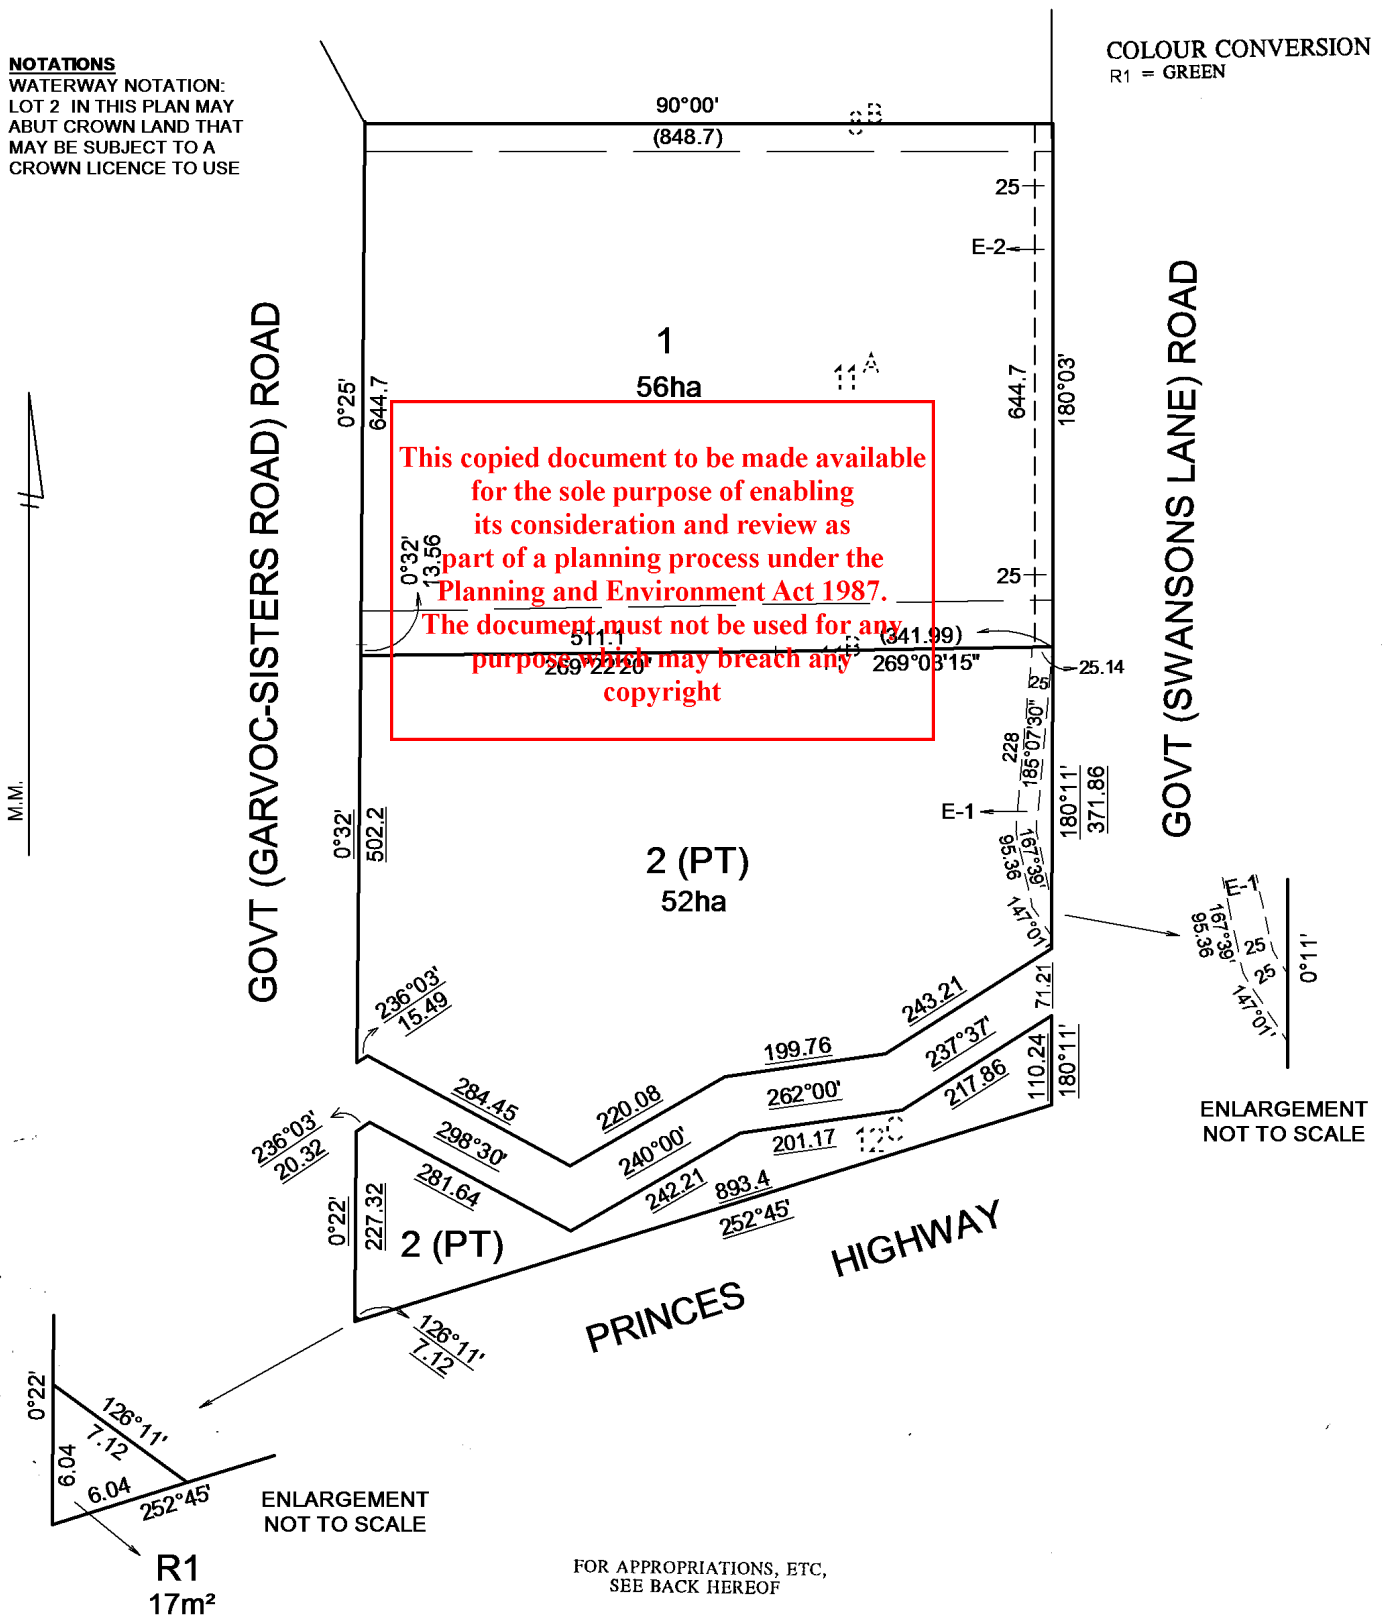 NOTATIONS
WATERWAY NOTATION:
LOT 2 IN THIS PLAN MAY
ABUT CROWN LAND THAT
MAY BE SUBJECT TO A
CROWN LICENCE TO USE
COLOUR CONVERSION
R1 = GREEN
90°00'
(848.7)
8 B
25
E-2
1
56ha
11 A
0°25'
644.7
644.7
180°03'
GOVT (GARVOC-SISTERS ROAD) ROAD
GOVT (SWANSONS LANE) ROAD
M.M.
This copied document to be made available
for the sole purpose of enabling
its consideration and review as
part of a planning process under the
Planning and Environment Act 1987.
The document must not be used for any
purpose which may breach any
copyright
0°32'
13.56
25
511.1
269°22'20"
11 B
(341.99)
269°03'15"
25.14
25
228
185°07'30"
E-1
180°11'
371.86
167°39'
95.36
147°01'
0°32'
502.2
2 (PT)
52ha
E-1
167°39'
95.36
25
25
147°01'
0°11'
ENLARGEMENT
NOT TO SCALE
236°03'
15.49
284.45
220.08
199.76
243.21
71.21
236°03'
20.32
298°30'
240°00'
262°00'
237°37'
281.64
242.21
201.17
217.86
110.24
180°11'
12 C
893.4
252°45'
0°22'
227.32
2 (PT)
PRINCES HIGHWAY
126°11'
7.12
0°22'
126°11'
7.12
6.04
6.04
252°45'
ENLARGEMENT
NOT TO SCALE
R1
17m²
FOR APPROPRIATIONS, ETC,
SEE BACK HEREOF